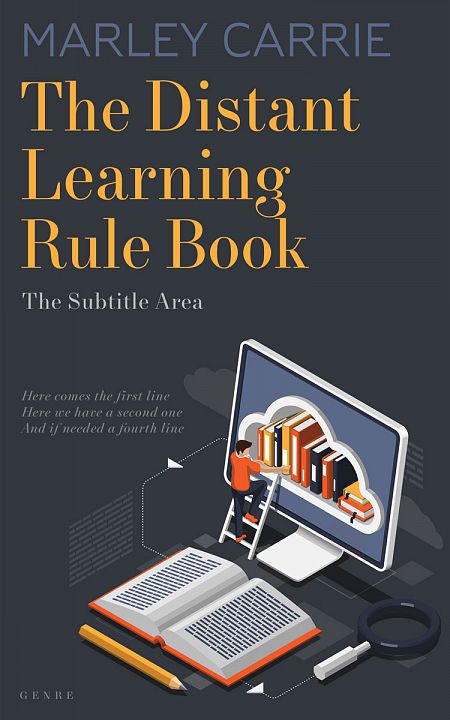 MARLEY CARRIE
The Distant
Learning
Rule Book
The Subtitle Area
Here comes the first line
Here we have a second one
And if needed a fourth line
GENRE